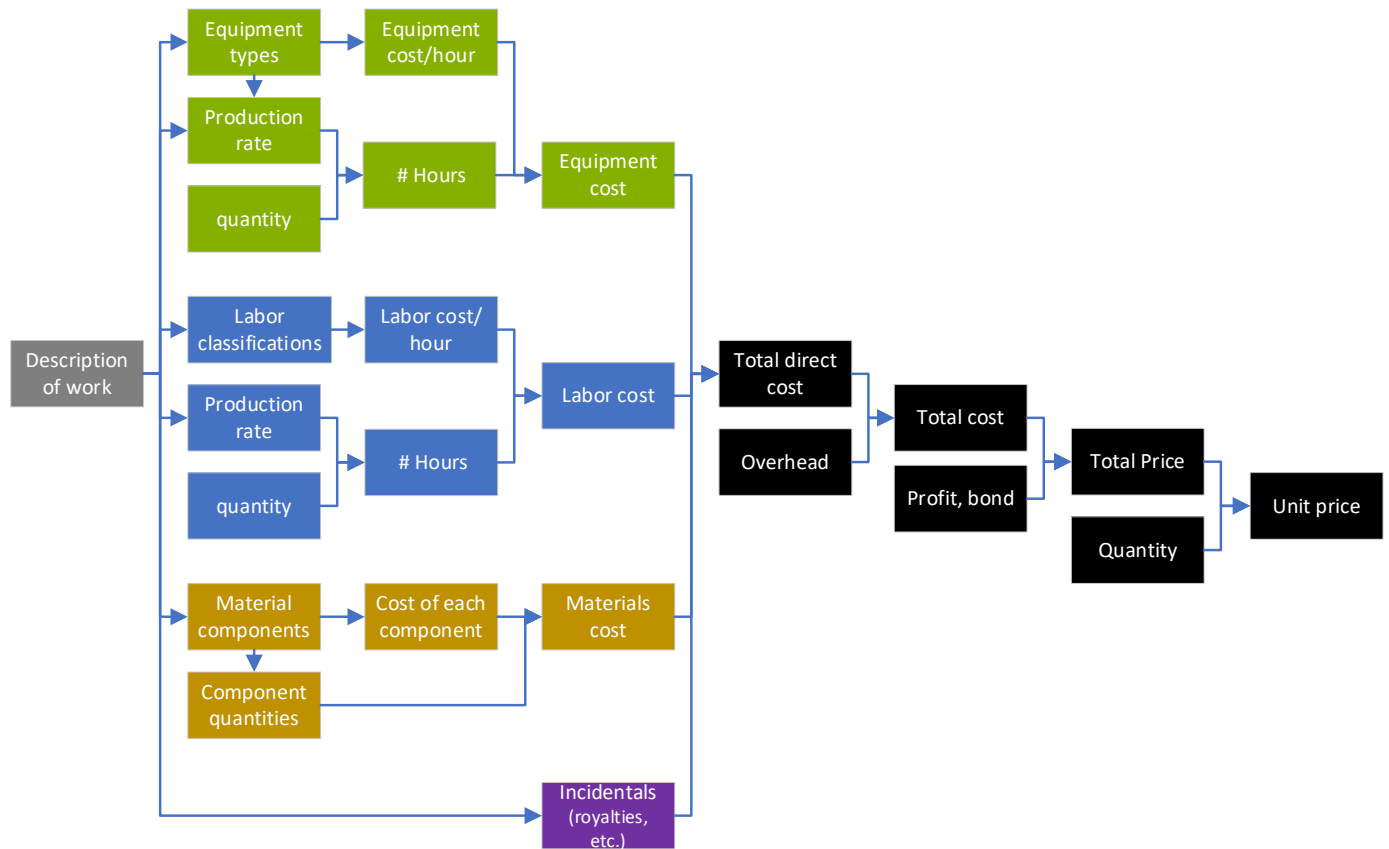 Equipment
types
Equipment
cost/hour
Production
rate
quantity
# Hours
Equipment
cost
Description
of work
Labor
classifications
Labor cost/
hour
Production
rate
quantity
# Hours
Labor cost
Material
components
Cost of each
component
Component
quantities
Materials
cost
Incidentals
(royalties,
etc.)
Total direct
cost
Overhead
Total cost
Profit, bond
Total Price
Quantity
Unit price